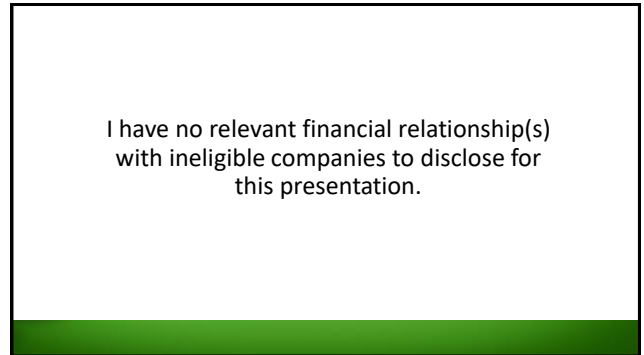 I have no relevant financial relationship(s)
with ineligible companies to disclose for
this presentation.